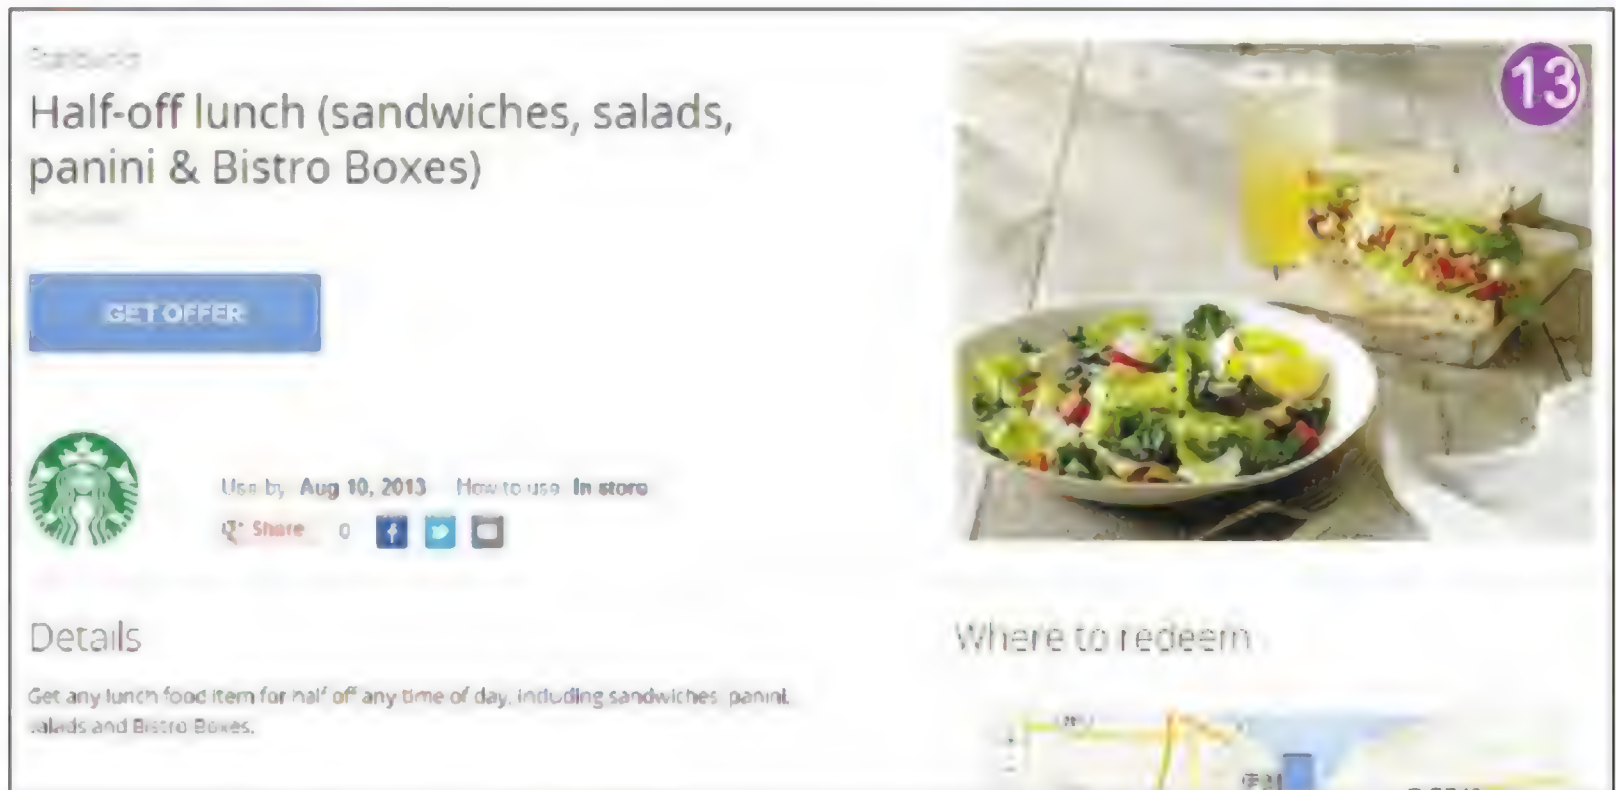 Starbucks
Half-off lunch (sandwiches, salads,
panini & Bistro Boxes)
GET OFFER
Use by Aug 10, 2013 How to use In store
Share 0
Details
Get any lunch food item for half off any time of day, including sandwiches, panini,
salads and Bistro Boxes.
13
Where to redeem